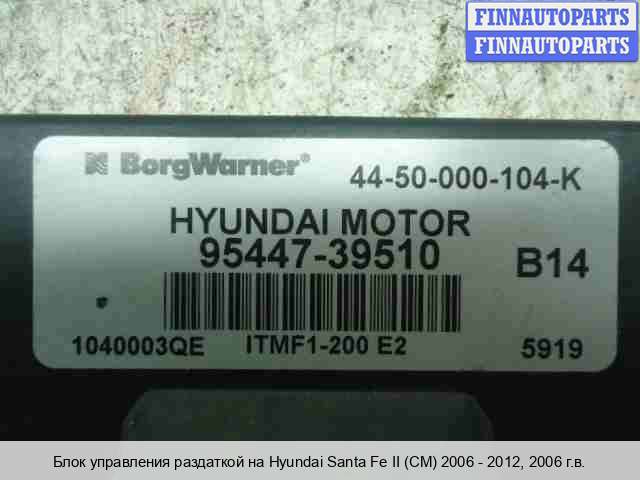 FINNAUTOPARTS
FINNAUTOPARTS
BorgWarner®
44-50-000-104-K
HYUNDAI MOTOR
95447-39510
B14
1040003QE ITMF1-200 E2 5919
Блок управления раздаткой на Hyundai Santa Fe II (CM) 2006 - 2012, 2006 г.в.